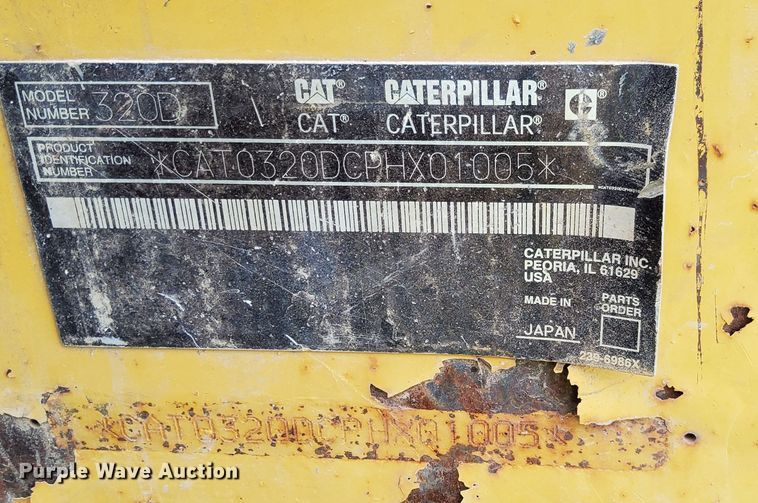 MODEL NUMBER 320D
CAT® CATERPILLAR®
CAT® CATERPILLAR®
PRODUCT IDENTIFICATION NUMBER *CAT0320DCPHX01005*
CATERPILLAR INC.
PEORIA, IL 61629
USA
MADE IN
JAPAN
PARTS ORDER
239-6986X
*CAT0320DCPHX01005*
Purple Wave Auction